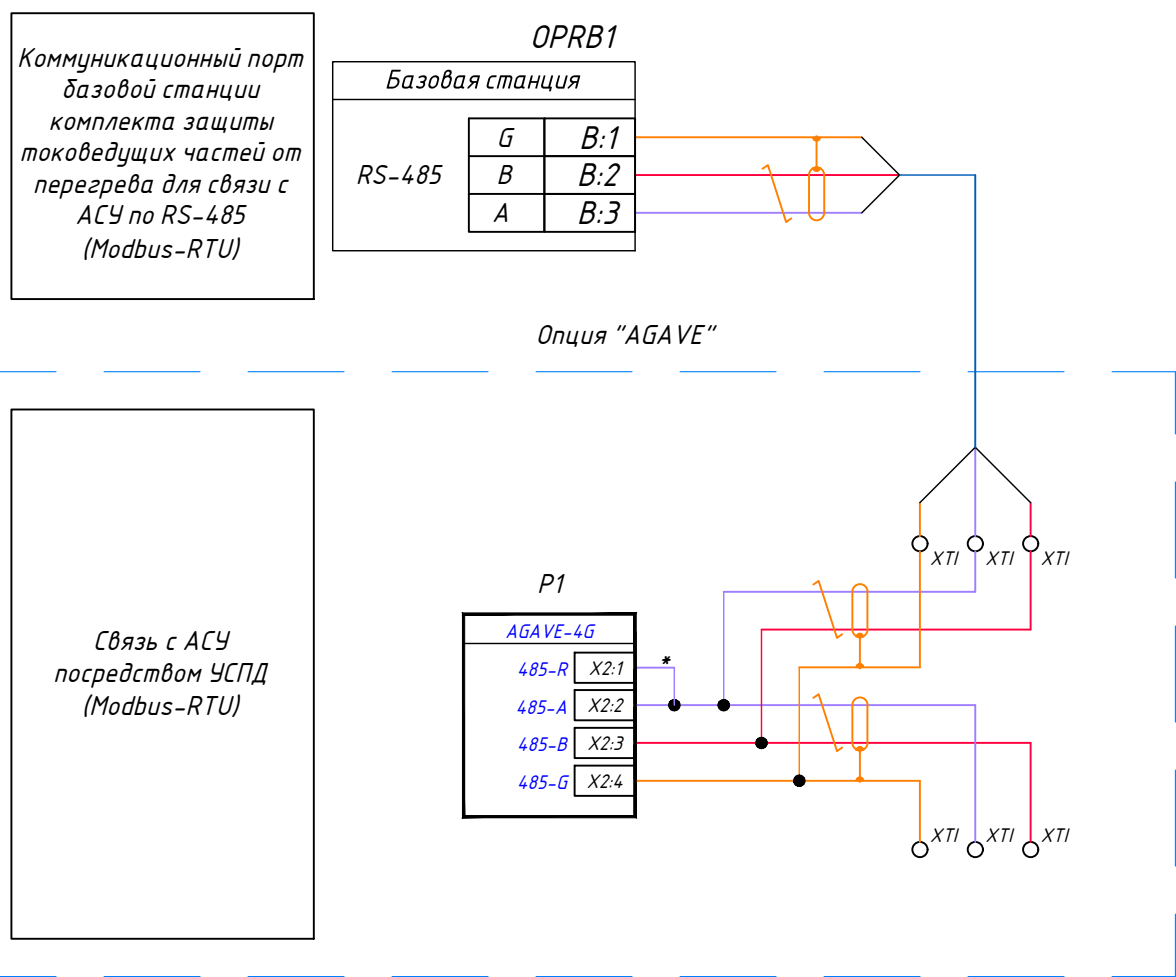 Коммуникационный порт
базовой станции
комплекта защиты
токоведущих частей от
перегрева для связи с
АСУ по RS-485
(Modbus-RTU)
OPRB1
Базовая станция
RS-485
G B:1
B B:2
A B:3
Опция "AGAVE"
Связь с АСУ
посредством УСПД
(Modbus-RTU)
XTI XTI XTI
P1
AGAVE-4G
485-R X2:1 *
485-A X2:2
485-B X2:3
485-G X2:4
XTI XTI XTI